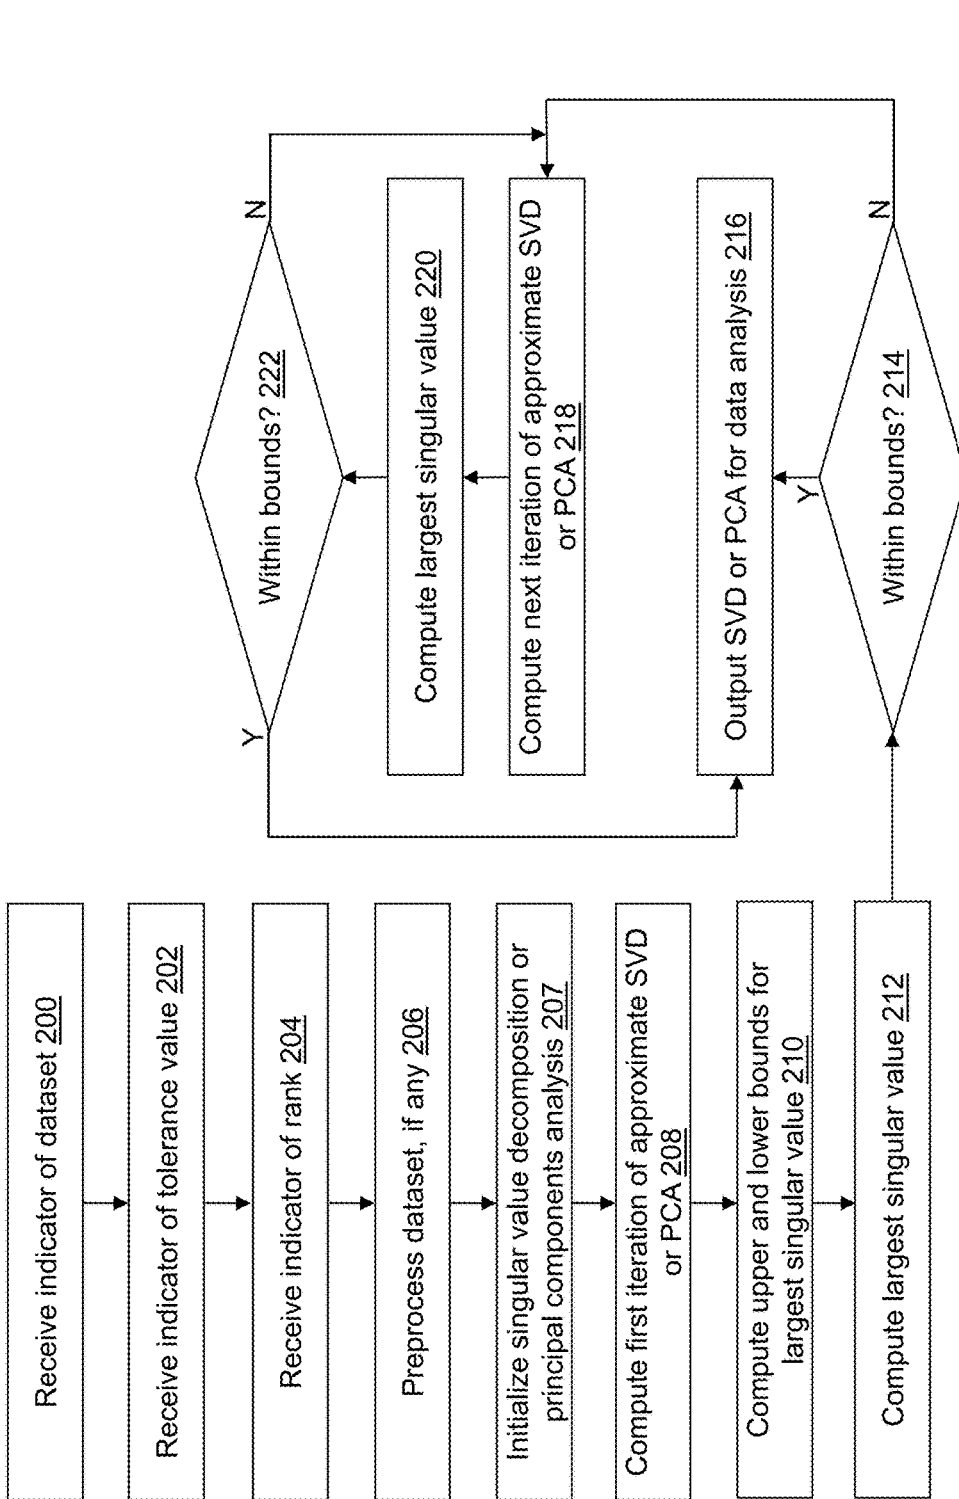 Receive indicator of dataset 200
Receive indicator of tolerance value 202
Receive indicator of rank 204
Preprocess dataset, if any 206
Initialize singular value decomposition or
principal components analysis 207
Compute first iteration of approximate SVD
or PCA 208
Compute upper and lower bounds for
largest singular value 210
Compute largest singular value 212
Within bounds? 214
Y
N
Output SVD or PCA for data analysis 216
Compute next iteration of approximate SVD
or PCA 218
Compute largest singular value 220
Within bounds? 222
Y
N